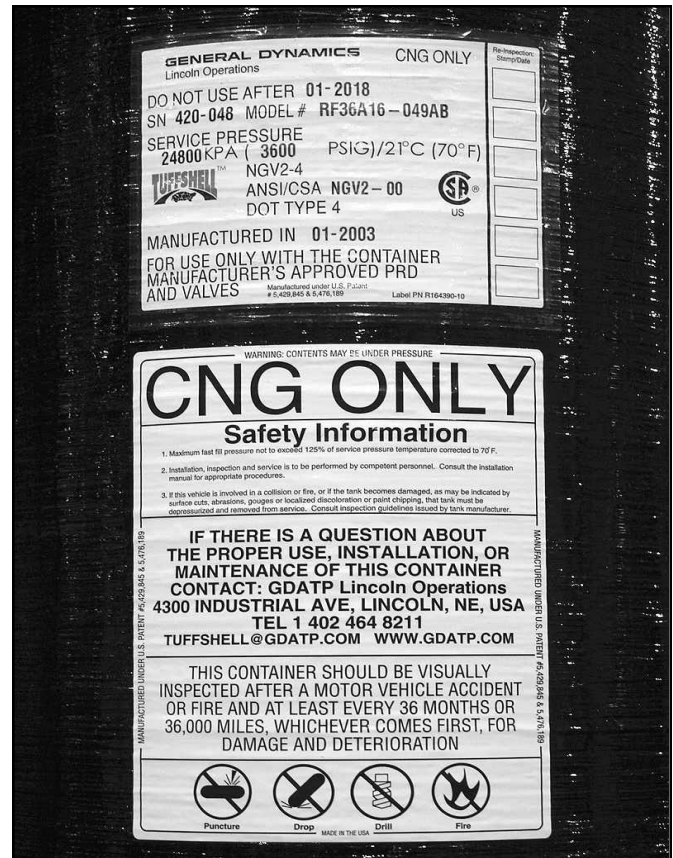 GENERAL DYNAMICS CNG ONLY
Lincoln Operations
Re-Inspection:
Stamp/Date
DO NOT USE AFTER 01-2018
SN 420-048 MODEL # RF36A16-049AB
SERVICE PRESSURE
24800 KPA ( 3600 PSIG)/21°C (70°F)
TUFFSHELL™
NGV2-4
ANSI/CSA NGV2-00
DOT TYPE 4
SA ®
US
MANUFACTURED IN 01-2003
FOR USE ONLY WITH THE CONTAINER
MANUFACTURER'S APPROVED PRD
AND VALVES
Manufactured under U.S. Patent
# 5,429,845 & 5,476,189
Label PN R164390-10
WARNING: CONTENTS MAY BE UNDER PRESSURE
CNG ONLY
Safety Information
1. Maximum fast fill pressure not to exceed 125% of service pressure temperature corrected to 70°F.
2. Installation, inspection and service is to be performed by competent personnel. Consult the installation
manual for appropriate procedures.
3. If this vehicle is involved in a collision or fire, or if the tank becomes damaged, as may be indicated by
surface cuts, abrasions, gouges or localized discoloration or paint chipping, that tank must be
depressurized and removed from service. Consult inspection guidelines issued by tank manufacturer.
IF THERE IS A QUESTION ABOUT
THE PROPER USE, INSTALLATION, OR
MAINTENANCE OF THIS CONTAINER
CONTACT: GDATP Lincoln Operations
4300 INDUSTRIAL AVE, LINCOLN, NE, USA
TEL 1 402 464 8211
TUFFSHELL@GDATP.COM WWW.GDATP.COM
MANUFACTURED UNDER U.S. PATENT #5,429,845 & 5,476,189
MANUFACTURED UNDER U.S. PATENT #5,429,845 & 5,476,189
THIS CONTAINER SHOULD BE VISUALLY
INSPECTED AFTER A MOTOR VEHICLE ACCIDENT
OR FIRE AND AT LEAST EVERY 36 MONTHS OR
36,000 MILES, WHICHEVER COMES FIRST, FOR
DAMAGE AND DETERIORATION
Puncture Drop Drill Fire
MADE IN THE USA